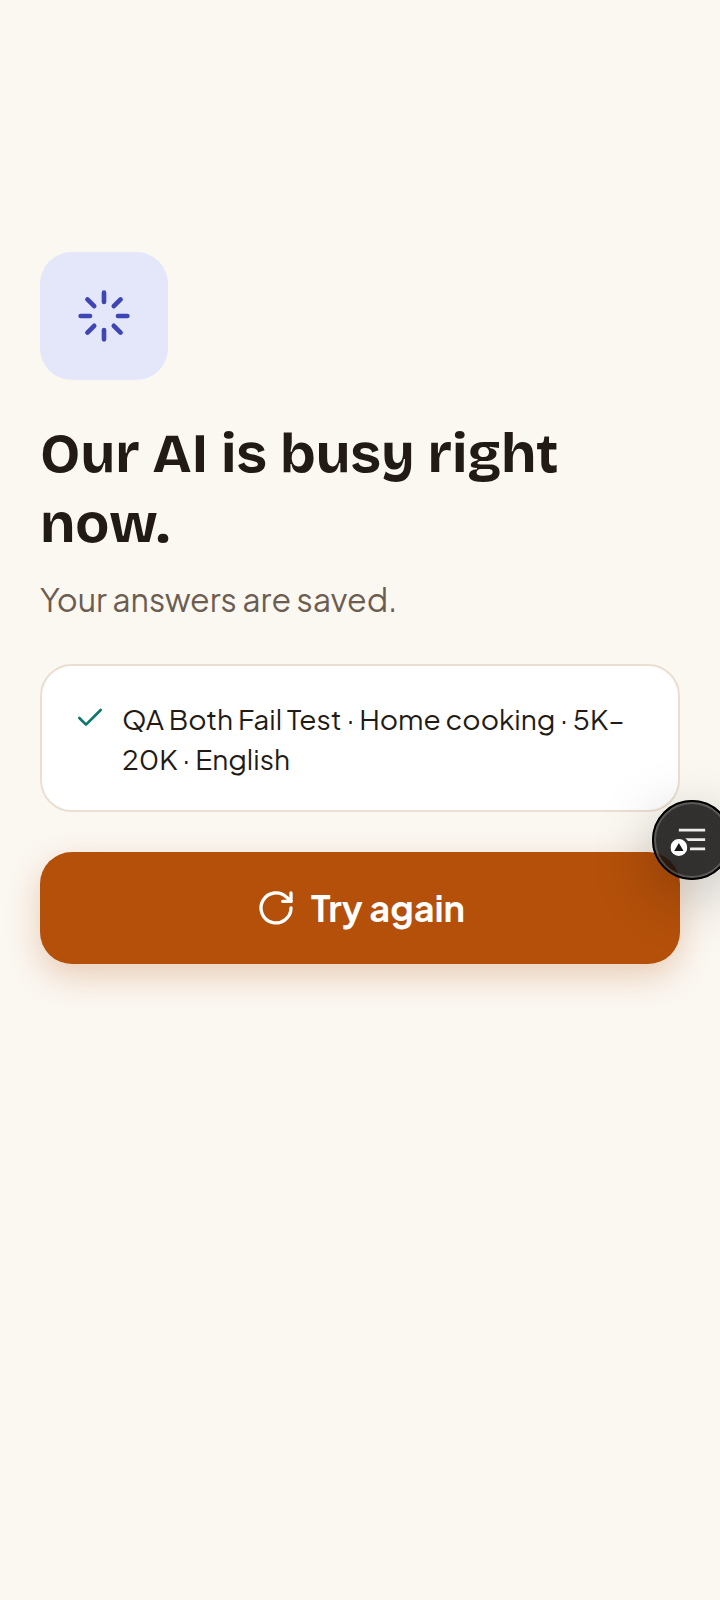 Our AI is busy right
now.
Your answers are saved.
QA Both Fail Test · Home cooking · 5K–
20K · English
Try again